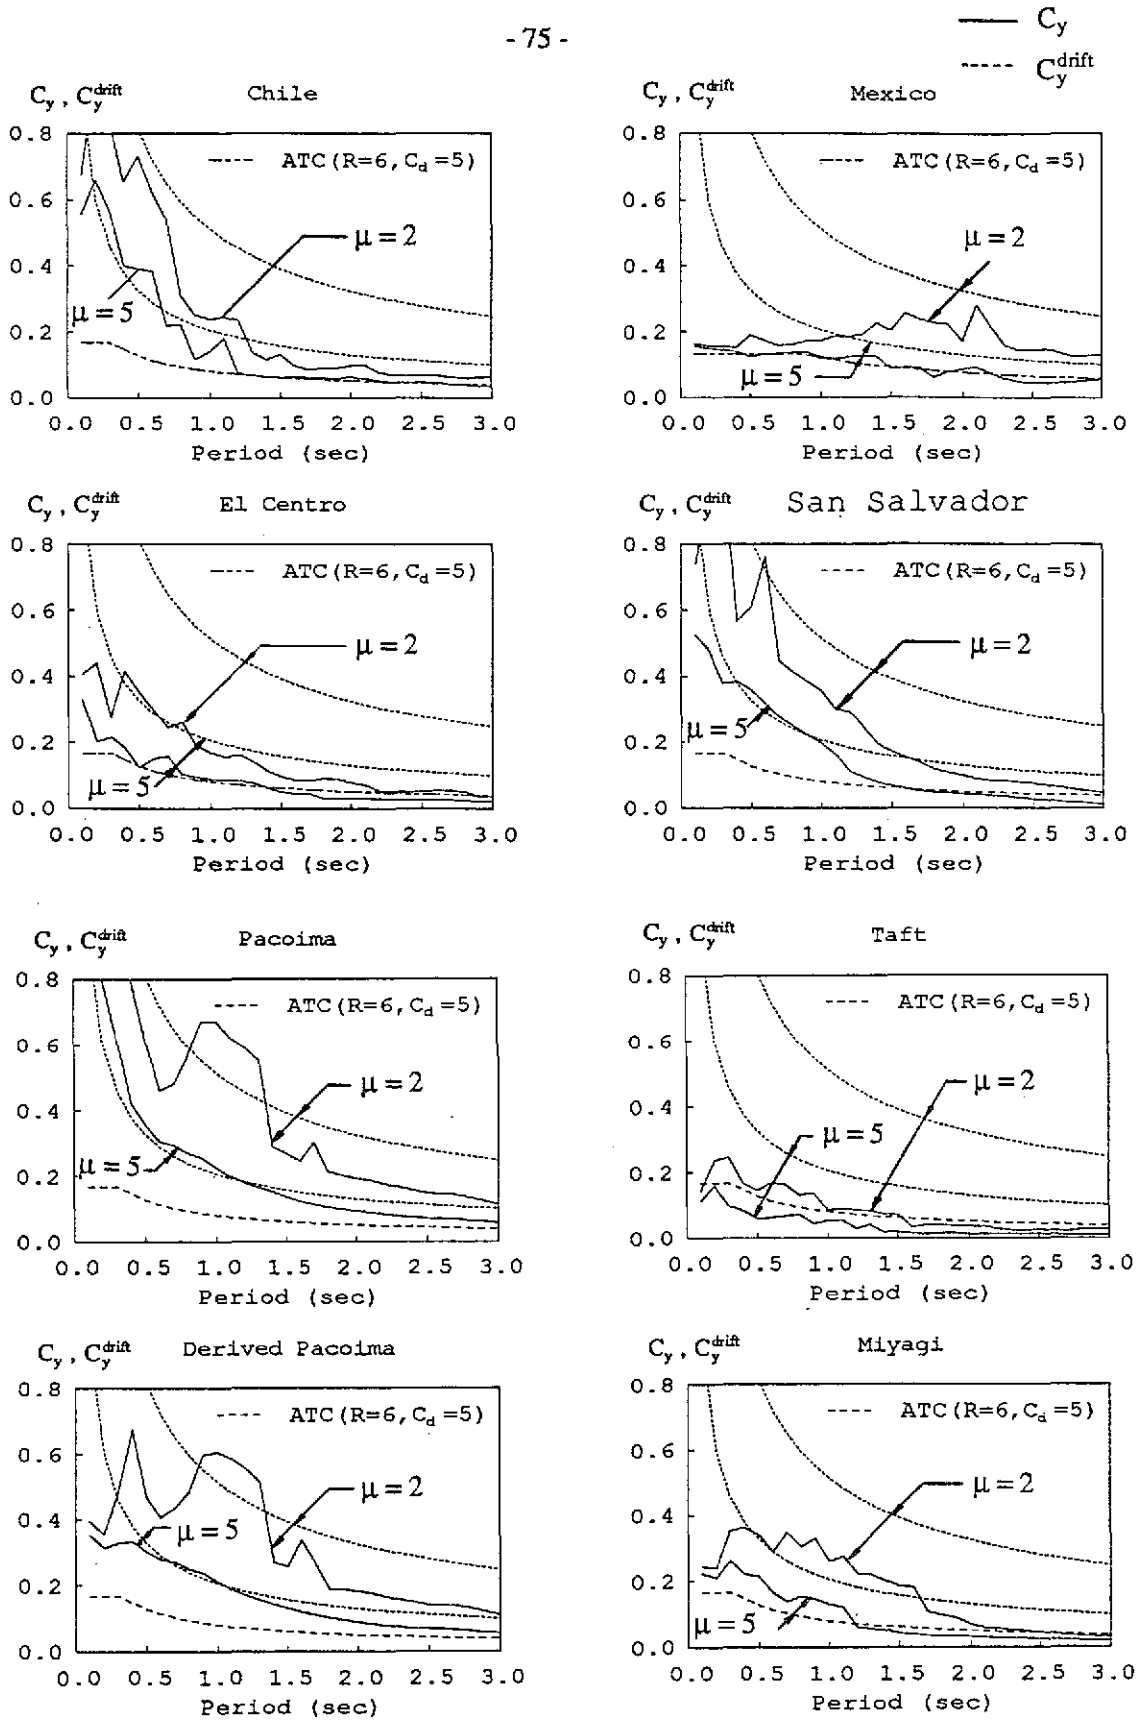 - 75 -
C_y
C_y^drift
C_y , C_y^drift Chile
ATC (R=6, C_d =5)
μ = 2
μ = 5
0.8
0.6
0.4
0.2
0.0
0.0 0.5 1.0 1.5 2.0 2.5 3.0
Period (sec)
C_y , C_y^drift Mexico
ATC (R=6, C_d =5)
μ = 2
μ = 5
0.8
0.6
0.4
0.2
0.0
0.0 0.5 1.0 1.5 2.0 2.5 3.0
Period (sec)
C_y , C_y^drift El Centro
ATC (R=6, C_d =5)
μ = 2
μ = 5
0.8
0.6
0.4
0.2
0.0
0.0 0.5 1.0 1.5 2.0 2.5 3.0
Period (sec)
C_y , C_y^drift San Salvador
ATC (R=6, C_d =5)
μ = 2
μ = 5
0.8
0.6
0.4
0.2
0.0
0.0 0.5 1.0 1.5 2.0 2.5 3.0
Period (sec)
C_y , C_y^drift Pacoima
ATC (R=6, C_d =5)
μ = 2
μ = 5
0.8
0.6
0.4
0.2
0.0
0.0 0.5 1.0 1.5 2.0 2.5 3.0
Period (sec)
C_y , C_y^drift Taft
ATC (R=6, C_d =5)
μ = 2
μ = 5
0.8
0.6
0.4
0.2
0.0
0.0 0.5 1.0 1.5 2.0 2.5 3.0
Period (sec)
C_y , C_y^drift Derived Pacoima
ATC (R=6, C_d =5)
μ = 2
μ = 5
0.8
0.6
0.4
0.2
0.0
0.0 0.5 1.0 1.5 2.0 2.5 3.0
Period (sec)
C_y , C_y^drift Miyagi
ATC (R=6, C_d =5)
μ = 2
μ = 5
0.8
0.6
0.4
0.2
0.0
0.0 0.5 1.0 1.5 2.0 2.5 3.0
Period (sec)